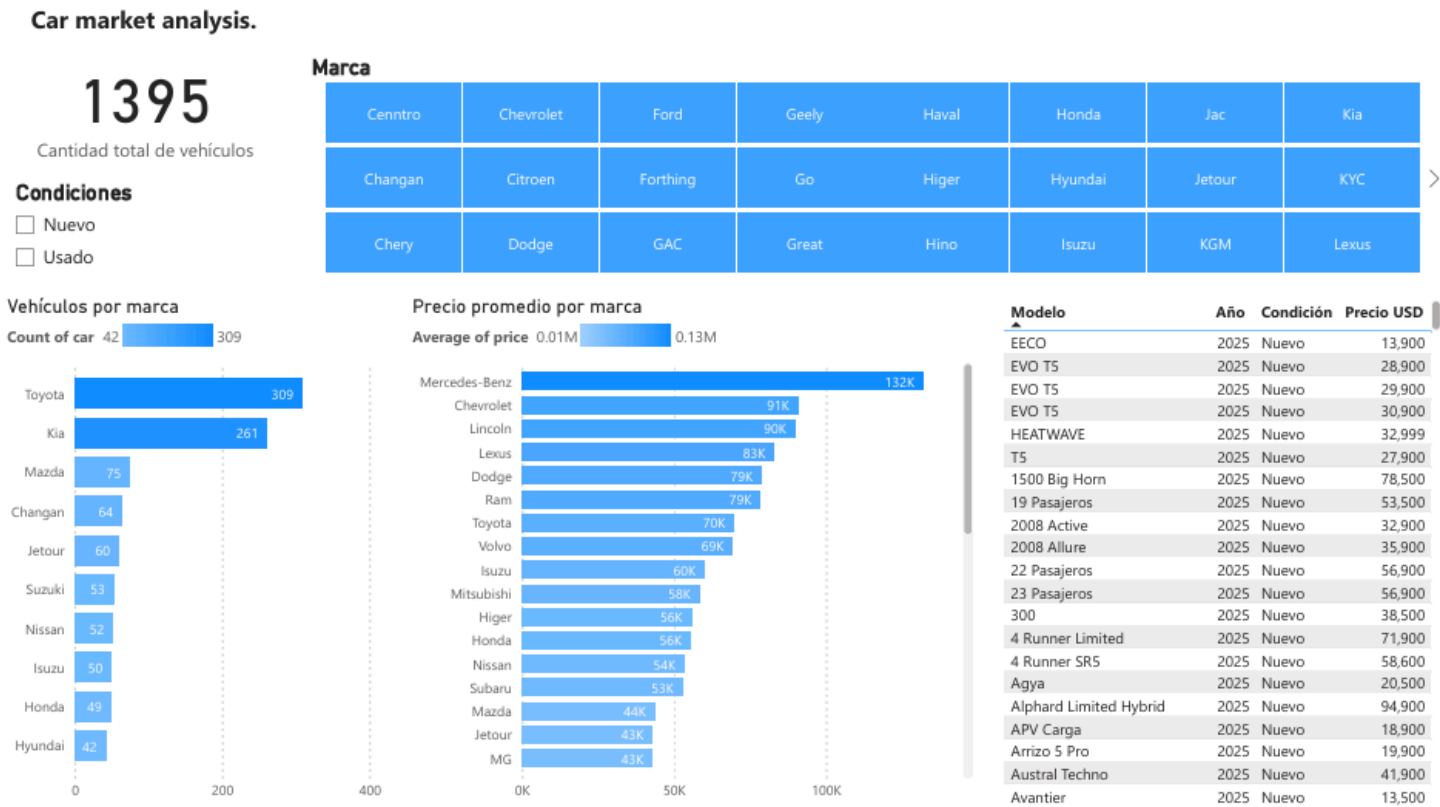 Car market analysis.
1395
Cantidad total de vehículos
Condiciones
Nuevo
Usado
Marca
Cenntro Chevrolet Ford Geely Haval Honda Jac Kia
Changan Citroen Forthing Go Higer Hyundai Jetour KYC
Chery Dodge GAC Great Hino Isuzu KGM Lexus
Vehículos por marca
Count of car 42 309
Toyota 309
Kia 261
Mazda 75
Changan 64
Jetour 60
Suzuki 53
Nissan 52
Isuzu 50
Honda 49
Hyundai 42
0 200 400
Precio promedio por marca
Average of price 0.01M 0.13M
Mercedes-Benz 132K
Chevrolet 91K
Lincoln 90K
Lexus 83K
Dodge 79K
Ram 79K
Toyota 70K
Volvo 69K
Isuzu 60K
Mitsubishi 58K
Higer 56K
Honda 56K
Nissan 54K
Subaru 53K
Mazda 44K
Jetour 43K
MG 43K
0K 50K 100K
Modelo Año Condición Precio USD
EECO 2025 Nuevo 13,900
EVO T5 2025 Nuevo 28,900
EVO T5 2025 Nuevo 29,900
EVO T5 2025 Nuevo 30,900
HEATWAVE 2025 Nuevo 32,999
T5 2025 Nuevo 27,900
1500 Big Horn 2025 Nuevo 78,500
19 Pasajeros 2025 Nuevo 53,500
2008 Active 2025 Nuevo 32,900
2008 Allure 2025 Nuevo 35,900
22 Pasajeros 2025 Nuevo 56,900
23 Pasajeros 2025 Nuevo 56,900
300 2025 Nuevo 38,500
4 Runner Limited 2025 Nuevo 71,900
4 Runner SR5 2025 Nuevo 58,600
Agya 2025 Nuevo 20,500
Alphard Limited Hybrid 2025 Nuevo 94,900
APV Carga 2025 Nuevo 18,900
Arrizo 5 Pro 2025 Nuevo 19,900
Austral Techno 2025 Nuevo 41,900
Avantier 2025 Nuevo 13,500